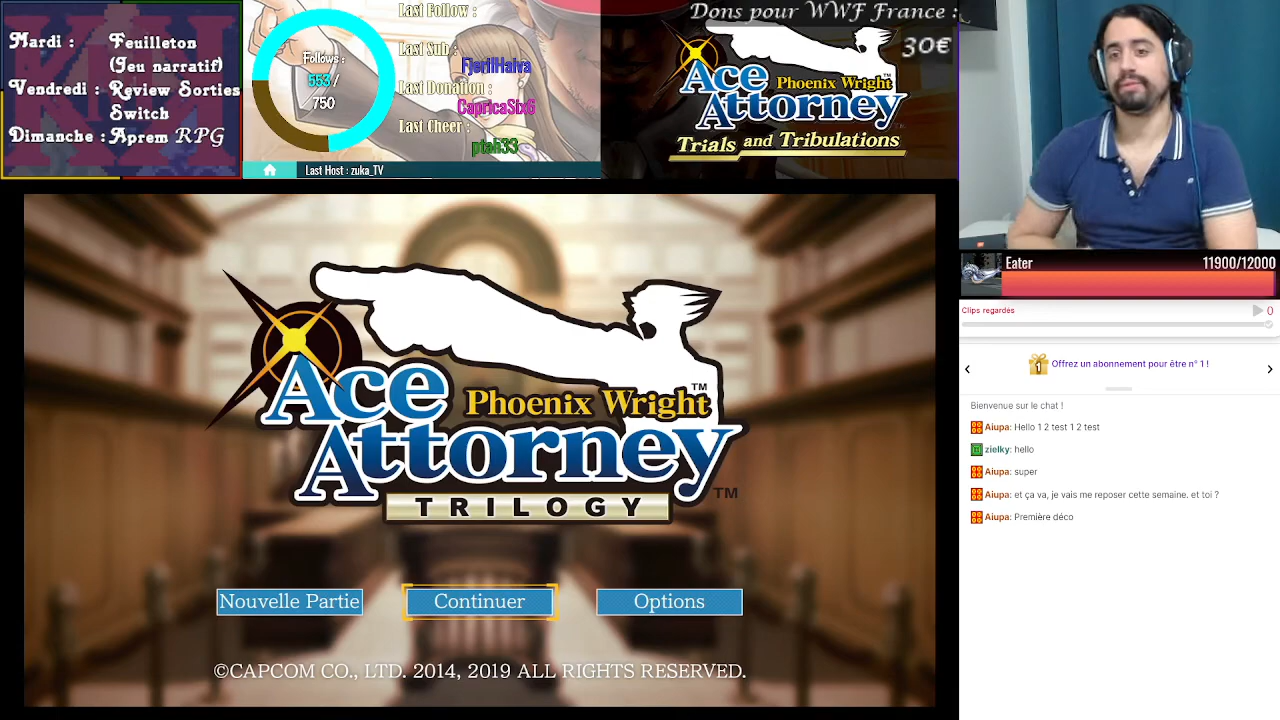 Mardi : Feuilleton
(Jeu narratif)
Vendredi : Review Sorties
Switch
Dimanche : Aprem RPG
Follows :
553 /
750
Last Follow :
Last Sub :
FjerilHaiva
Last Donation :
CapricaSix6
Last Cheer :
ptah33
Last Host : zuka_TV
Dons pour WWF France :
30€
Phoenix Wright
Ace
Attorney
Trials and Tribulations
Eater 11900/12000
Clips regardés 0
1 Offrez un abonnement pour être n° 1 !
Bienvenue sur le chat !
Aiupa: Hello 1 2 test 1 2 test
zielky: hello
Aiupa: super
Aiupa: et ça va, je vais me reposer cette semaine. et toi ?
Aiupa: Première déco
Ace
Phoenix Wright™
Attorney™
TRILOGY
Nouvelle Partie
Continuer
Options
©CAPCOM CO., LTD. 2014, 2019 ALL RIGHTS RESERVED.